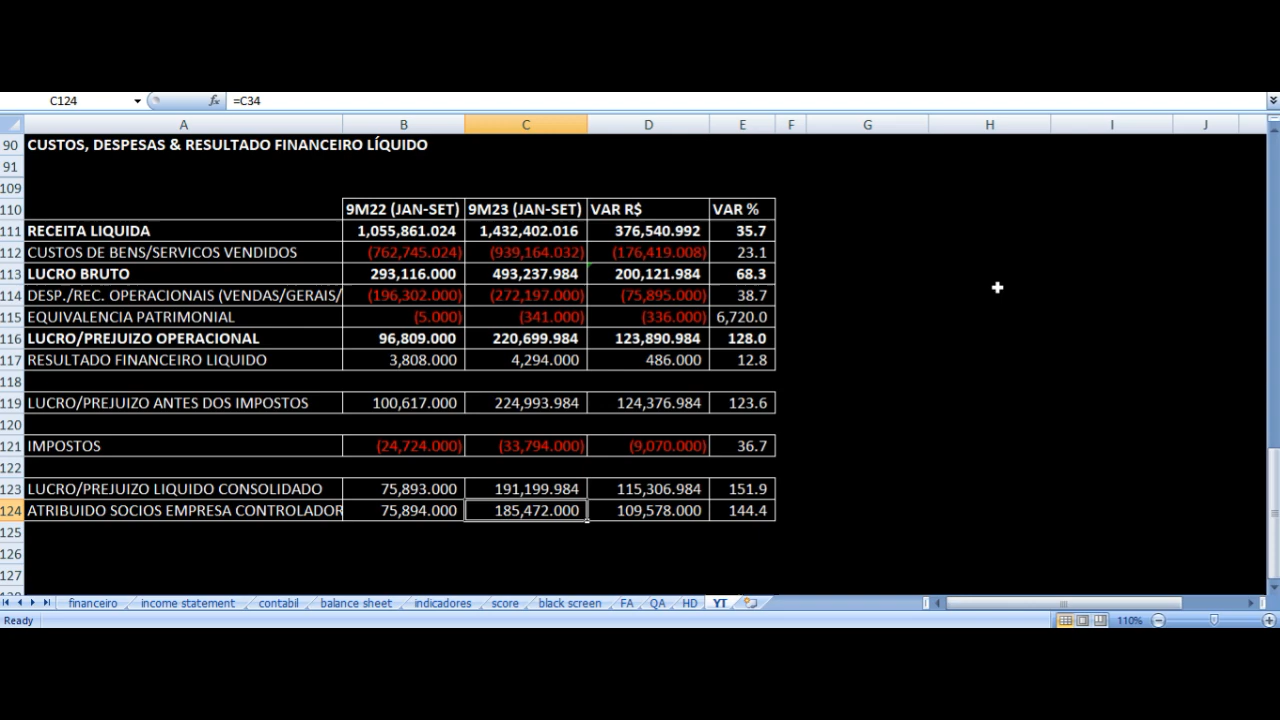 C124 fx =C34
A B C D E F G H I J
90 CUSTOS, DESPESAS & RESULTADO FINANCEIRO LÍQUIDO
91
109
110 9M22 (JAN-SET) 9M23 (JAN-SET) VAR R$ VAR %
111 RECEITA LIQUIDA 1,055,861.024 1,432,402.016 376,540.992 35.7
112 CUSTOS DE BENS/SERVICOS VENDIDOS (762,745.024) (939,164.032) (176,419.008) 23.1
113 LUCRO BRUTO 293,116.000 493,237.984 200,121.984 68.3
114 DESP./REC. OPERACIONAIS (VENDAS/GERAIS/ (196,302.000) (272,197.000) (75,895.000) 38.7
115 EQUIVALENCIA PATRIMONIAL (5.000) (341.000) (336.000) 6,720.0
116 LUCRO/PREJUIZO OPERACIONAL 96,809.000 220,699.984 123,890.984 128.0
117 RESULTADO FINANCEIRO LIQUIDO 3,808.000 4,294.000 486.000 12.8
118
119 LUCRO/PREJUIZO ANTES DOS IMPOSTOS 100,617.000 224,993.984 124,376.984 123.6
120
121 IMPOSTOS (24,724.000) (33,794.000) (9,070.000) 36.7
122
123 LUCRO/PREJUIZO LIQUIDO CONSOLIDADO 75,893.000 191,199.984 115,306.984 151.9
124 ATRIBUIDO SOCIOS EMPRESA CONTROLADOR 75,894.000 185,472.000 109,578.000 144.4
125
126
127
financeiro income statement contabil balance sheet indicadores score black screen FA QA HD YT
Ready 110%